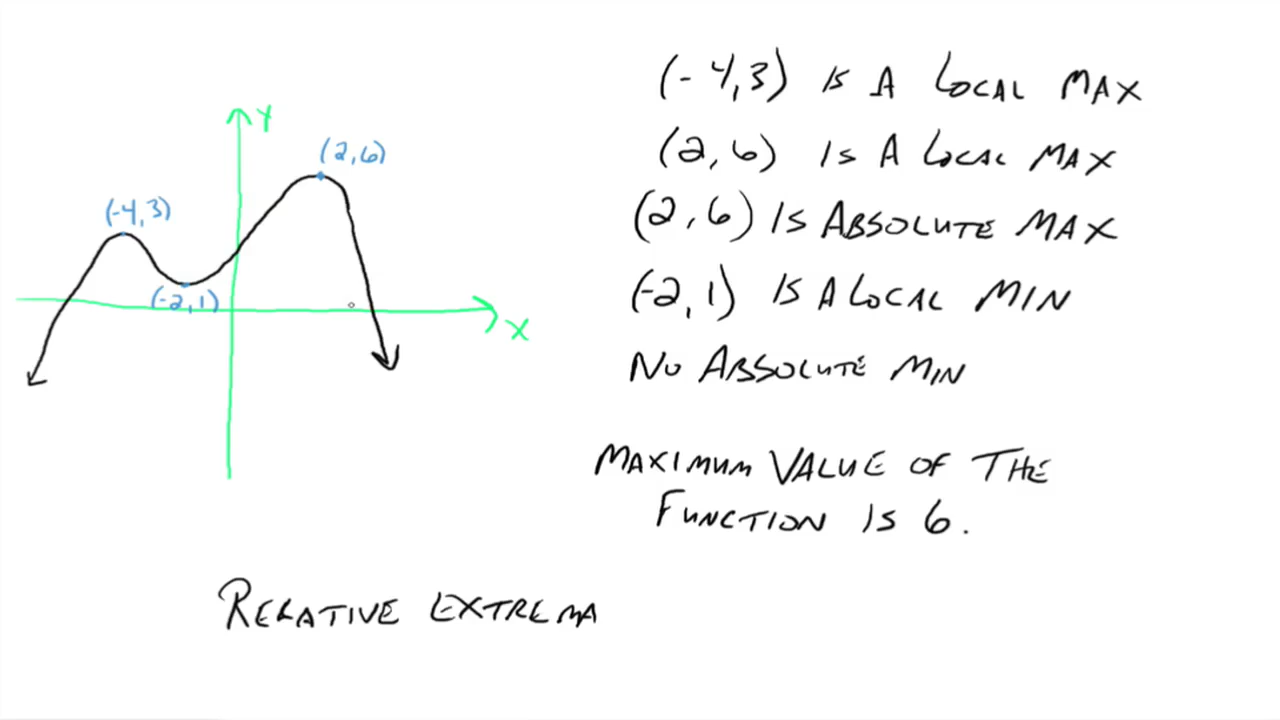 Y
(2,6)
(-4,3)
(-2,1)
X
(-4,3) IS A LOCAL MAX
(2,6) IS A LOCAL MAX
(2,6) IS ABSOLUTE MAX
(-2,1) IS A LOCAL MIN
NO ABSOLUTE MIN
MAXIMUM VALUE OF THE
FUNCTION IS 6.
RELATIVE EXTREMA